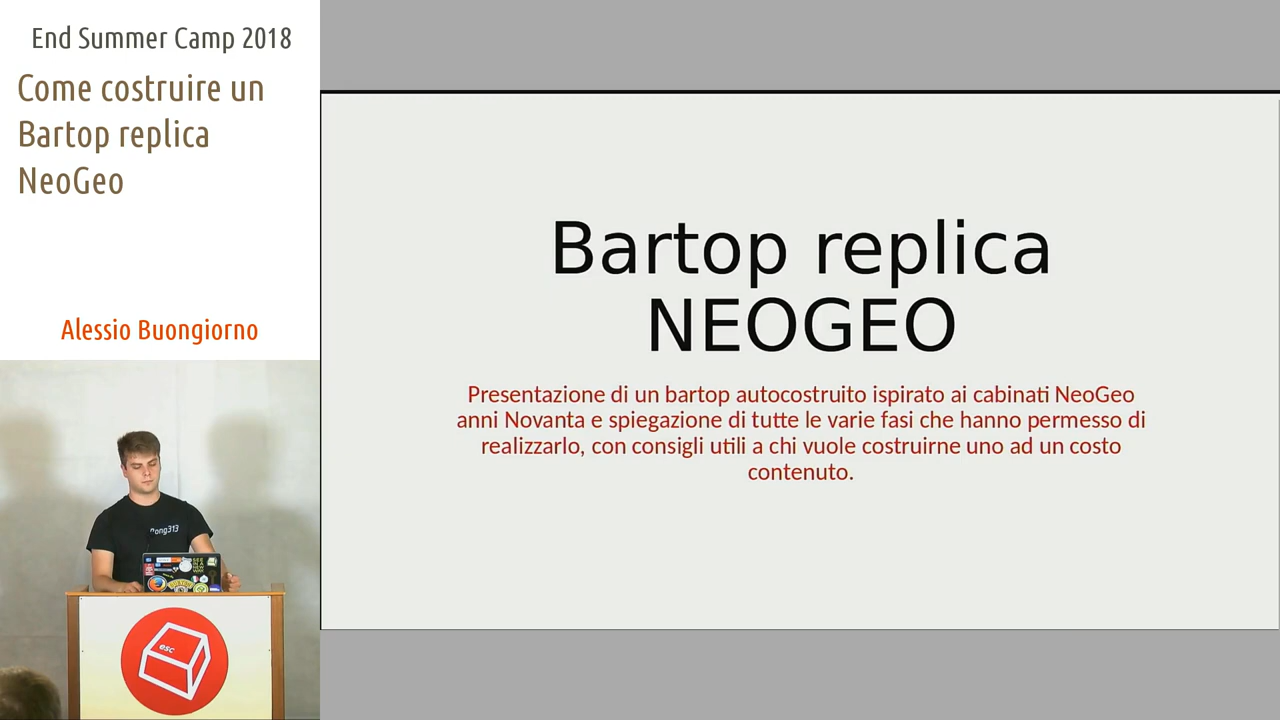 End Summer Camp 2018
Come costruire un
Bartop replica
NeoGeo
Alessio Buongiorno
Bartop replica
NEOGEO
Presentazione di un bartop autocostruito ispirato ai cabinati NeoGeo
anni Novanta e spiegazione di tutte le varie fasi che hanno permesso di
realizzarlo, con consigli utili a chi vuole costruirne uno ad un costo
contenuto.
esc